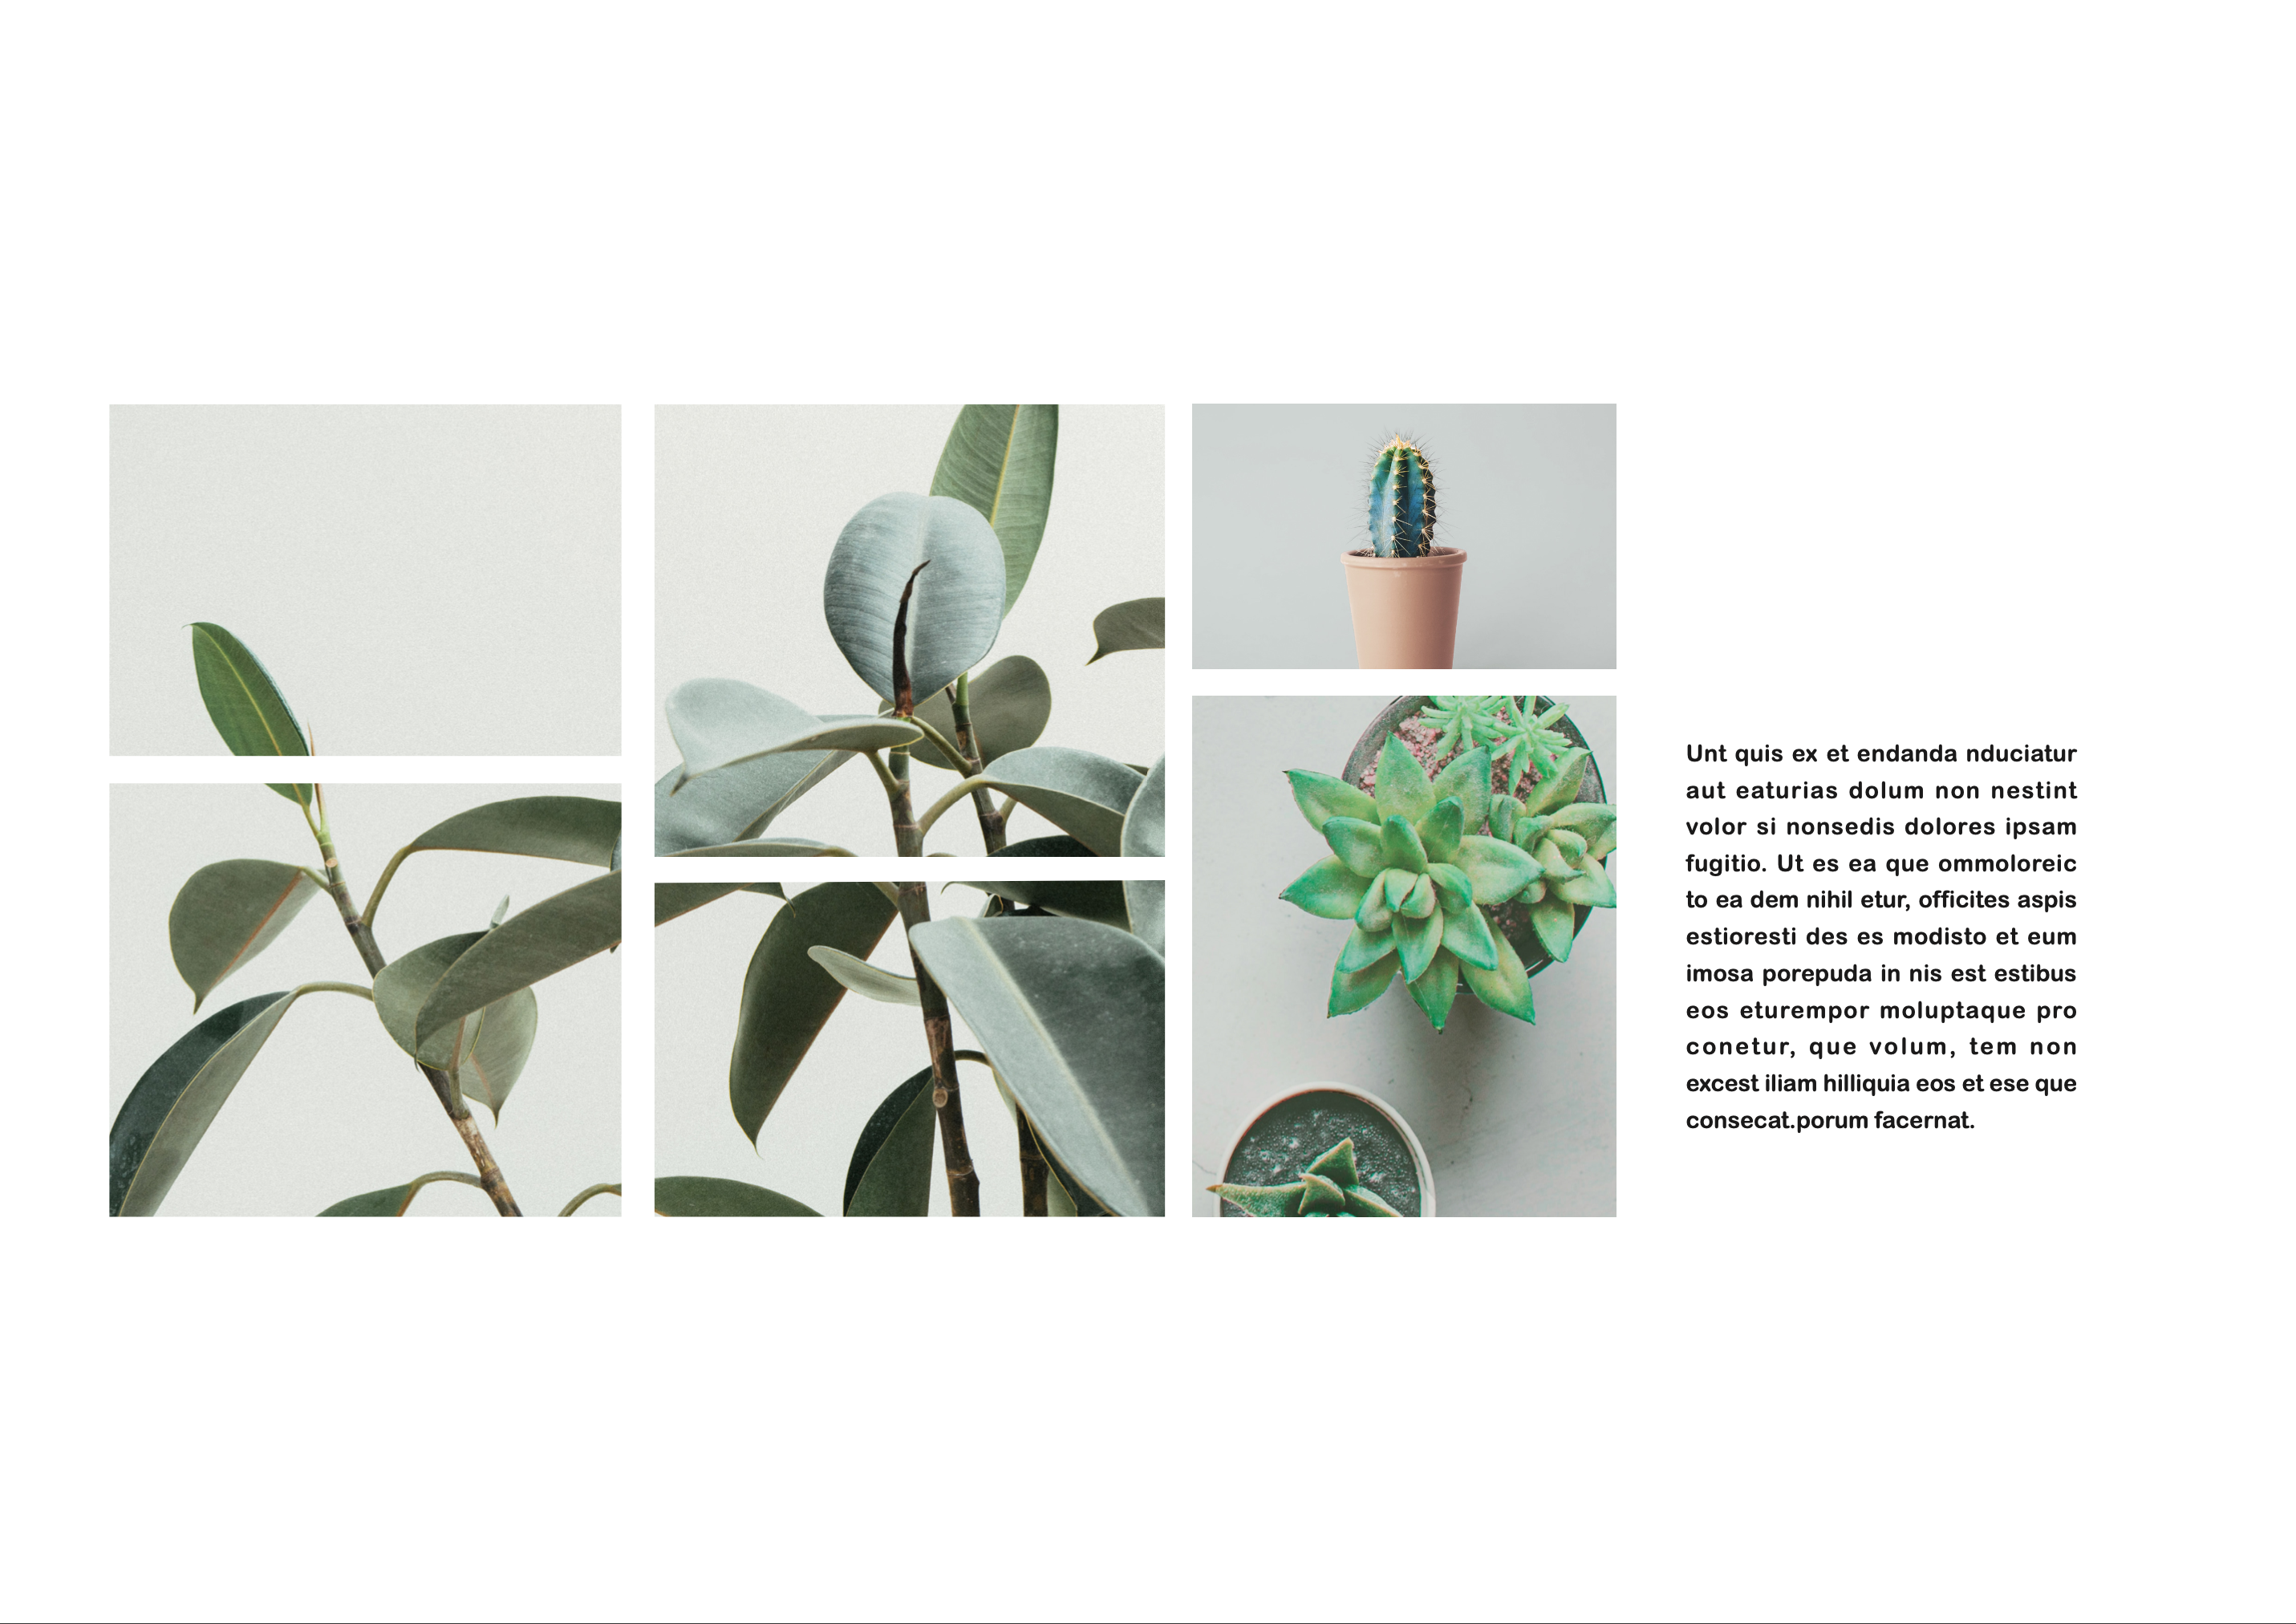 Unt quis ex et endanda nduciatur
aut eaturias dolum non nestint
volor si nonsedis dolores ipsam
fugitio. Ut es ea que ommoloreic
to ea dem nihil etur, officites aspis
estioresti des es modisto et eum
imosa porepuda in nis est estibus
eos eturempor moluptaque pro
conetur, que volum, tem non
excest iliam hilliquia eos et ese que
consecat.porum facernat.